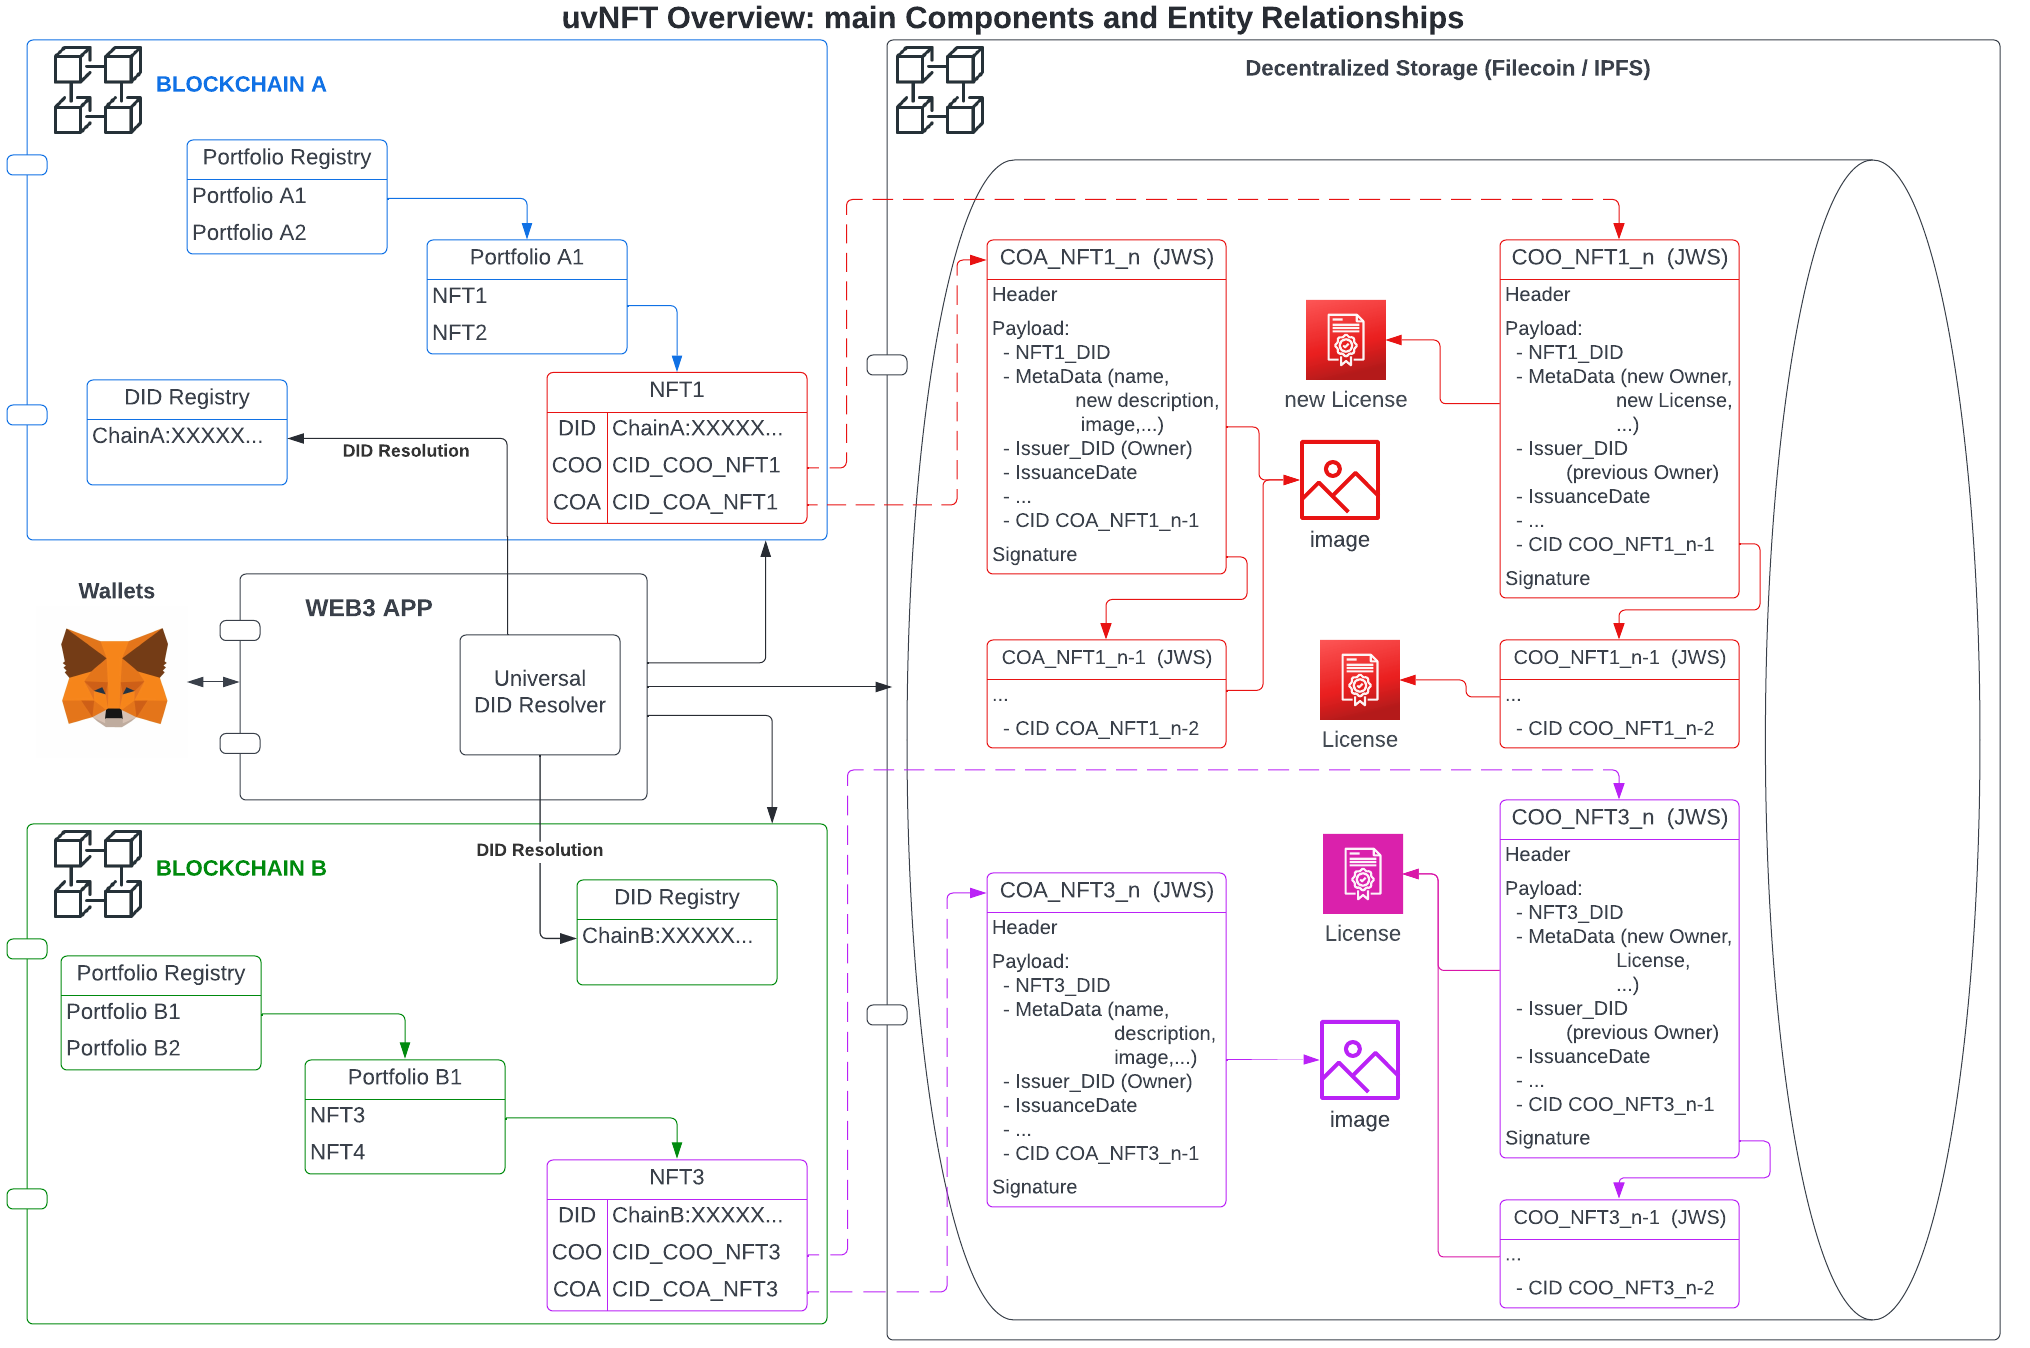 uvNFT Overview: main Components and Entity Relationships
BLOCKCHAIN A
Portfolio Registry
Portfolio A1
Portfolio A2
Portfolio A1
NFT1
NFT2
DID Registry
ChainA:XXXXX...
DID Resolution
NFT1
DID ChainA:XXXXX...
COO CID_COO_NFT1
COA CID_COA_NFT1
Wallets
WEB3 APP
Universal
DID Resolver
BLOCKCHAIN B
DID Resolution
DID Registry
ChainB:XXXXX...
Portfolio Registry
Portfolio B1
Portfolio B2
Portfolio B1
NFT3
NFT4
NFT3
DID ChainB:XXXXX...
COO CID_COO_NFT3
COA CID_COA_NFT3
Decentralized Storage (Filecoin / IPFS)
COA_NFT1_n (JWS)
Header
Payload:
- NFT1_DID
- MetaData (name,
new description,
image,...)
- Issuer_DID (Owner)
- IssuanceDate
- ...
- CID COA_NFT1_n-1
Signature
new License
image
COO_NFT1_n (JWS)
Header
Payload:
- NFT1_DID
- MetaData (new Owner,
new License,
...)
- Issuer_DID
(previous Owner)
- IssuanceDate
- ...
- CID COO_NFT1_n-1
Signature
COA_NFT1_n-1 (JWS)
...
- CID COA_NFT1_n-2
License
COO_NFT1_n-1 (JWS)
...
- CID COO_NFT1_n-2
COA_NFT3_n (JWS)
Header
Payload:
- NFT3_DID
- MetaData (name,
description,
image,...)
- Issuer_DID (Owner)
- IssuanceDate
- ...
- CID COA_NFT3_n-1
Signature
License
image
COO_NFT3_n (JWS)
Header
Payload:
- NFT3_DID
- MetaData (new Owner,
License,
...)
- Issuer_DID
(previous Owner)
- IssuanceDate
- ...
- CID COO_NFT3_n-1
Signature
COO_NFT3_n-1 (JWS)
...
- CID COO_NFT3_n-2